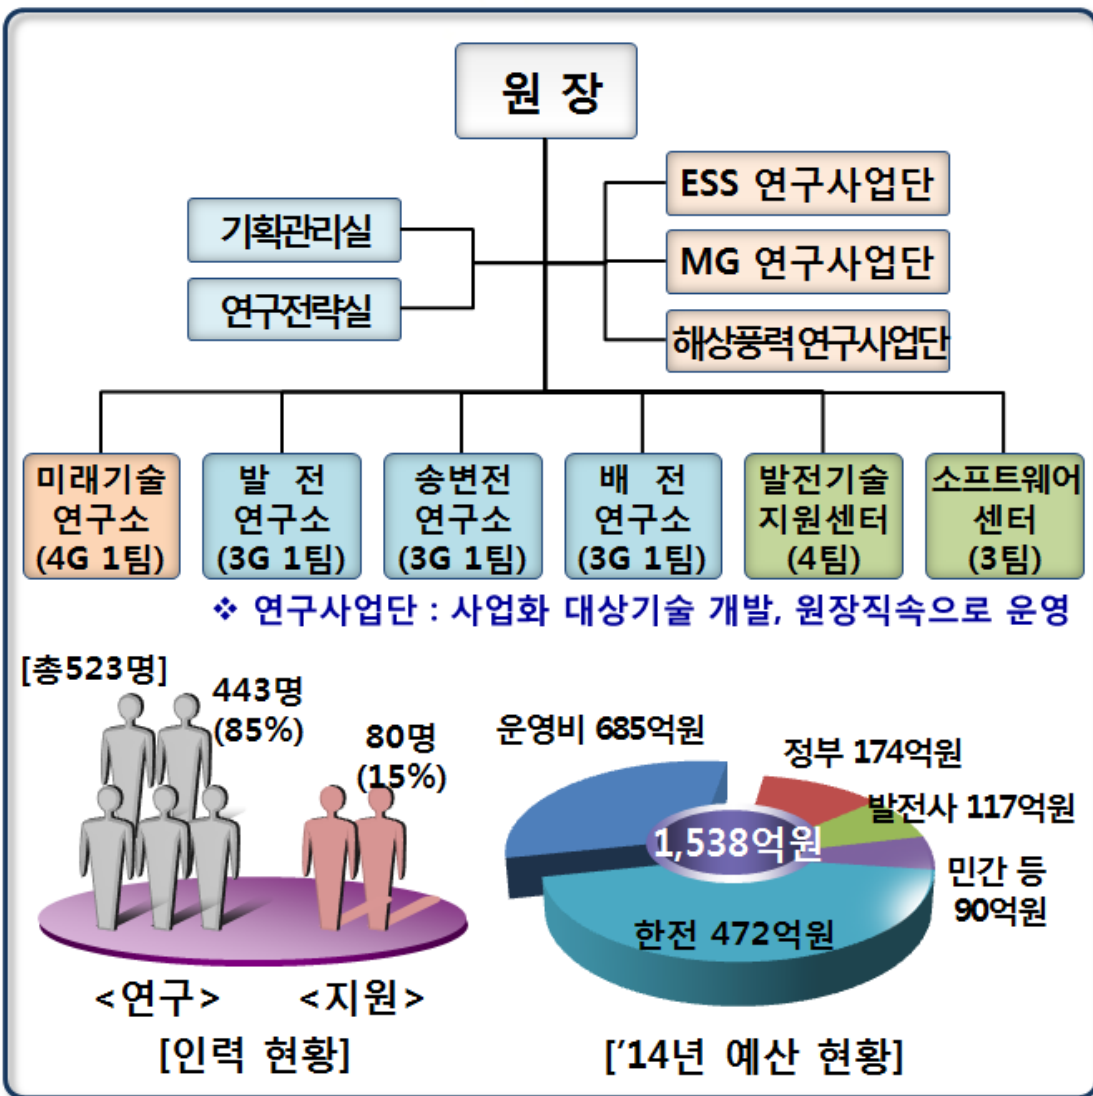 원 장
ESS 연구사업단
기획관리실
MG 연구사업단
연구전략실
해상풍력 연구사업단
미래기술
연구소
(4G 1팀)
발 전
연구소
(3G 1팀)
송변전
연구소
(3G 1팀)
배 전
연구소
(3G 1팀)
발전기술
지원센터
(4팀)
소프트웨어
센터
(3팀)
❖ 연구사업단 : 사업화 대상기술 개발, 원장직속으로 운영
[총523명]
443명
(85%)
80명
(15%)
<연구>
<지원>
[인력 현황]
운영비 685억원
정부 174억원
발전사 117억원
1,538억원
민간 등
90억원
한전 472억원
['14년 예산 현황]